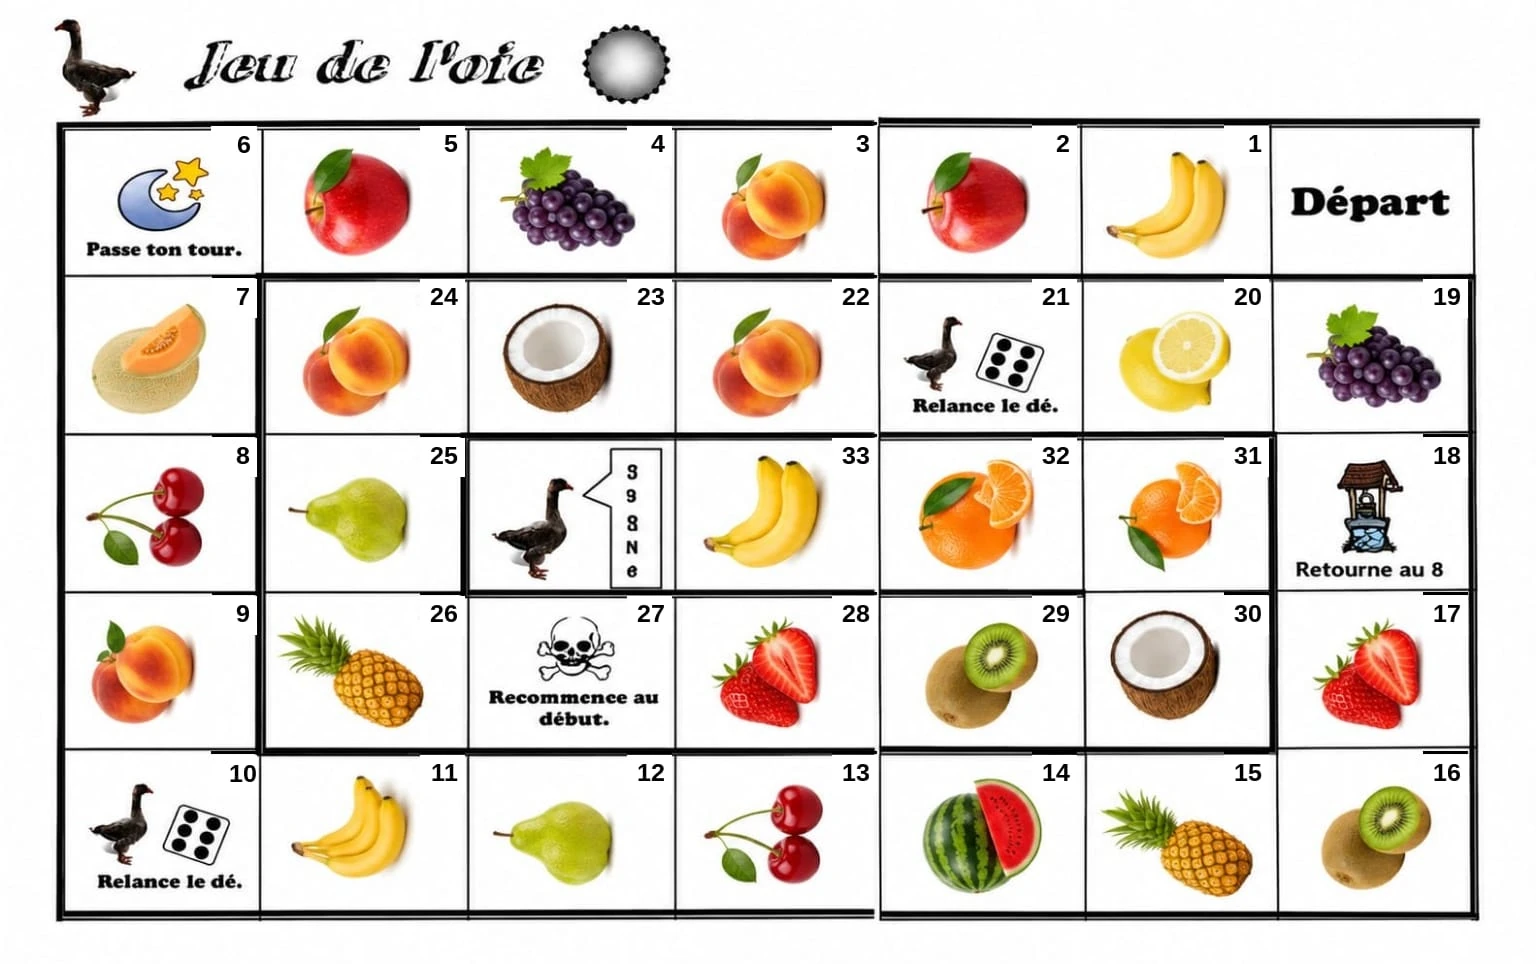 Jeu de l'oie
6 5 4 3 2 1
Départ
Passe ton tour.
7 24 23 22 21 20 19
Relance le dé.
8 25 33 32 31 18
Retourne au 8
9 26 27 28 29 30 17
Recommence au
début.
10 11 12 13 14 15 16
Relance le dé.